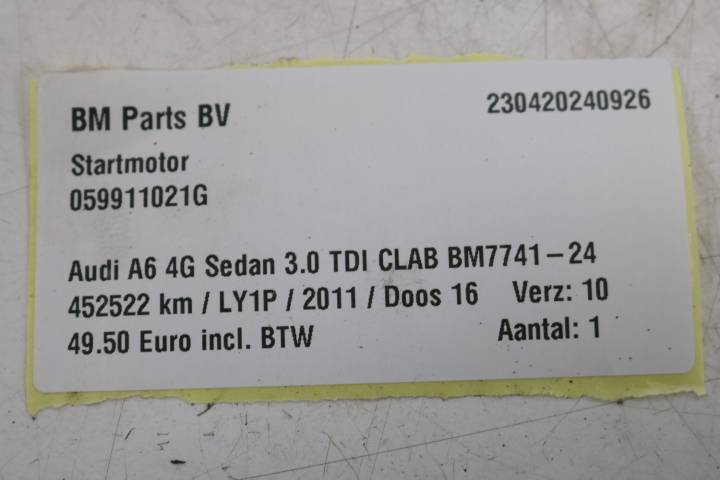 BM Parts BV 230420240926
Startmotor
059911021G
Audi A6 4G Sedan 3.0 TDI CLAB BM7741-24
452522 km / LY1P / 2011 / Doos 16 Verz: 10
49.50 Euro incl. BTW Aantal: 1